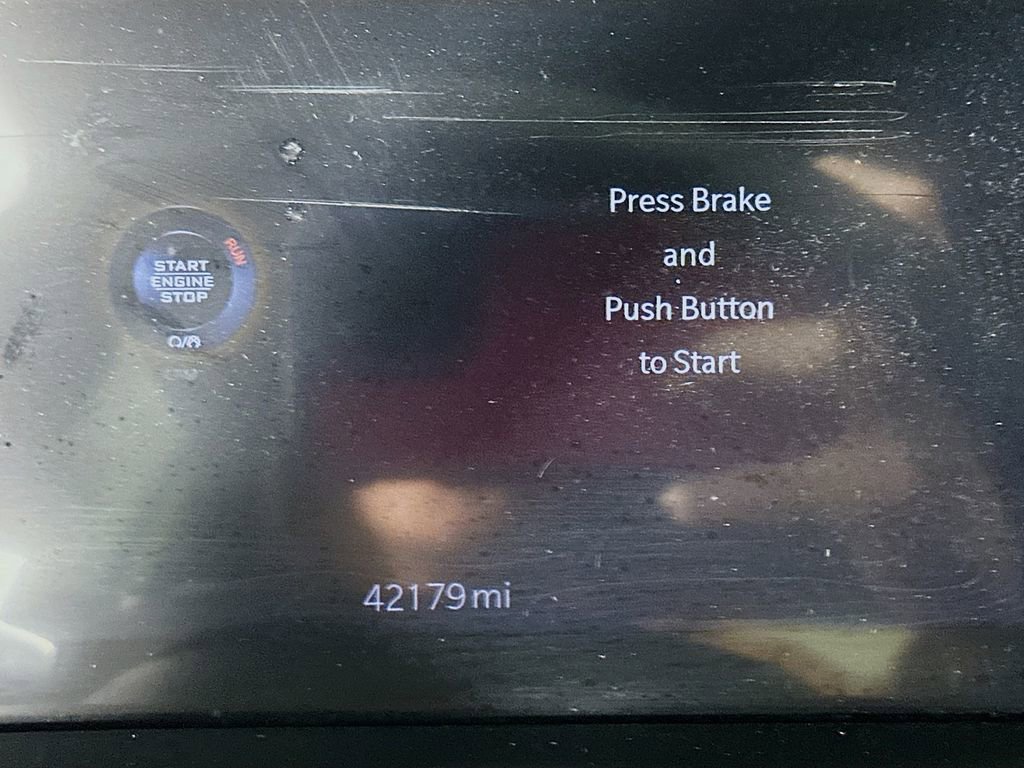 Press Brake
and
Push Button
to Start
RUN
START
ENGINE
STOP
42179 mi